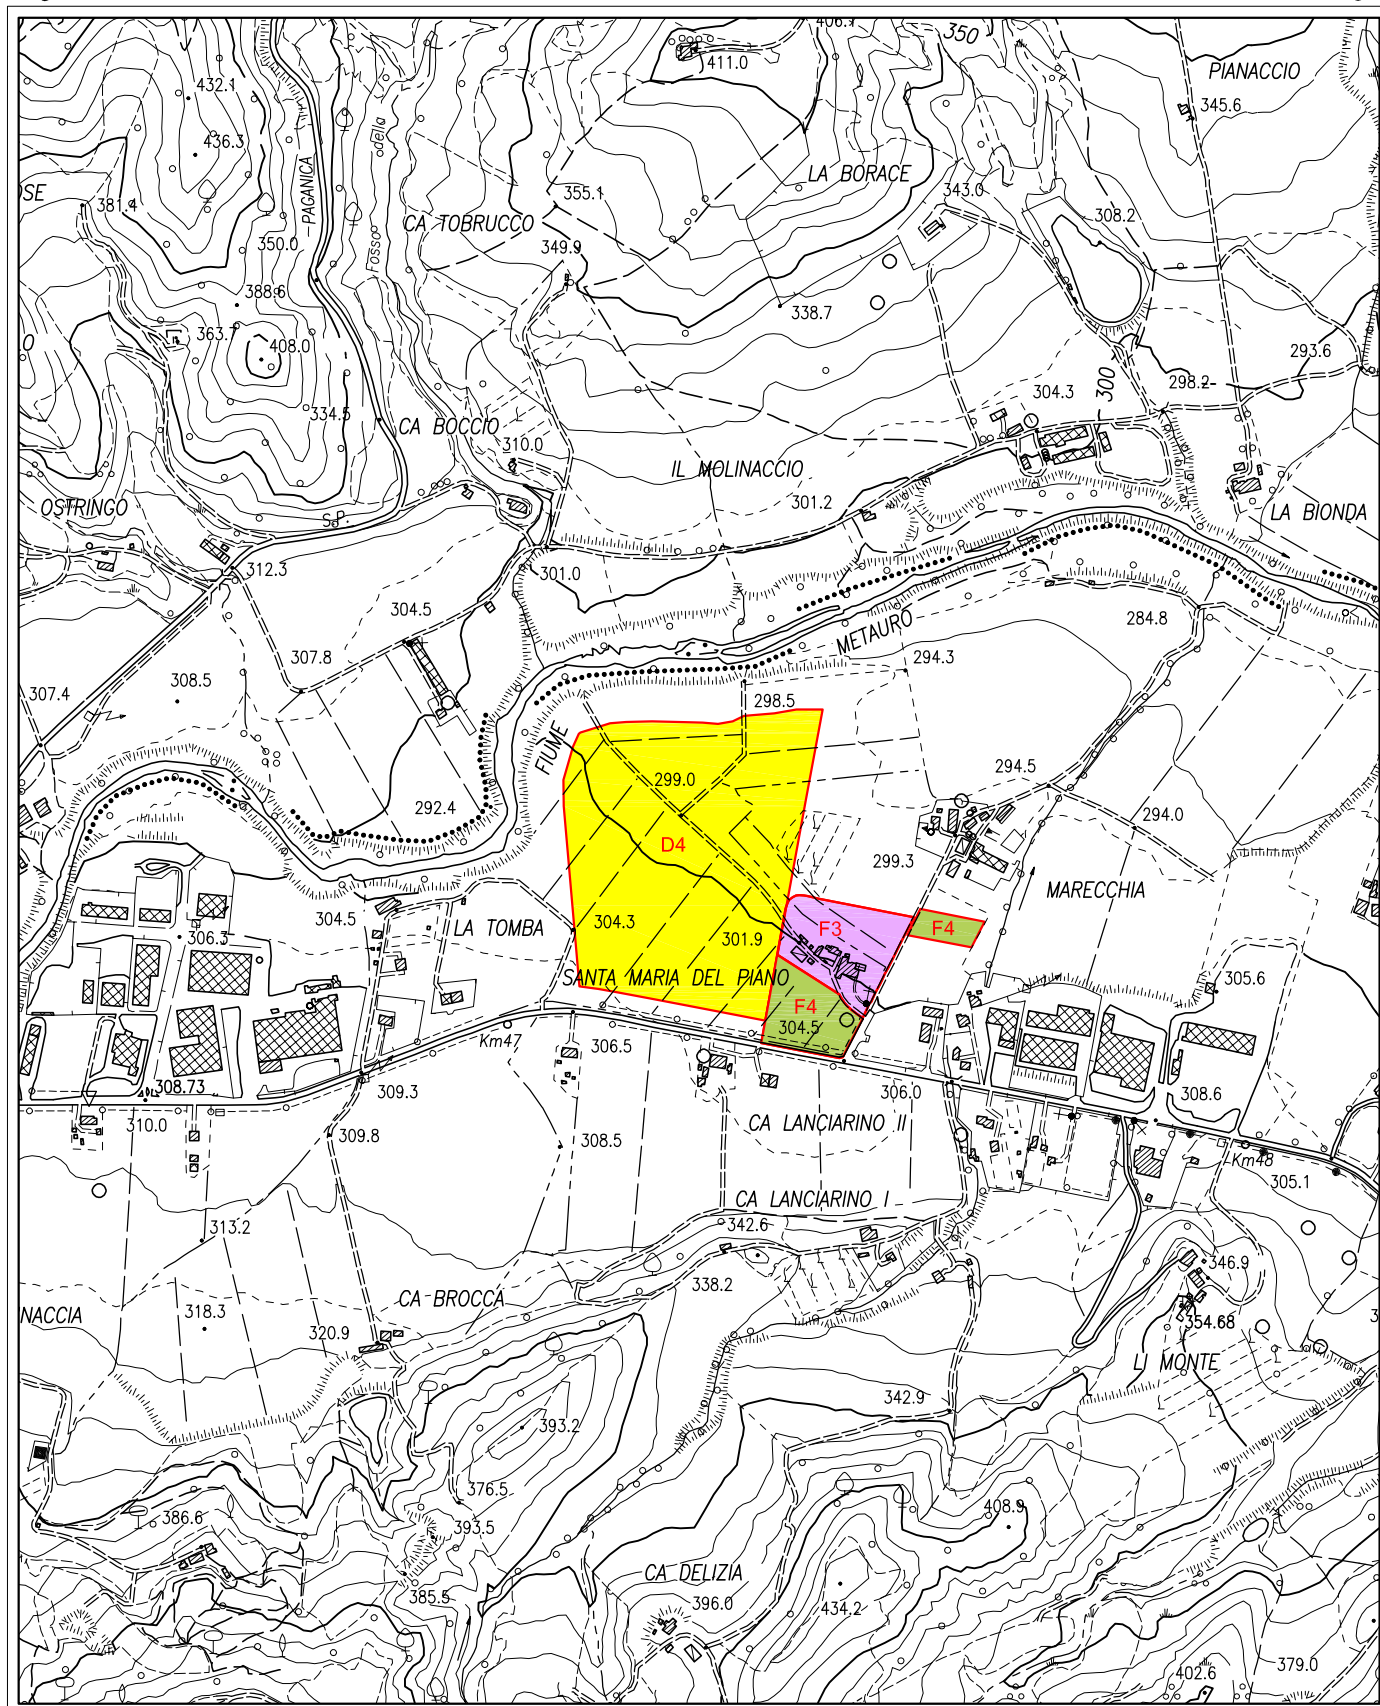 406.1
350
411.0
PIANACCIO
345.6
432.1
436.3
della
PAGANICA
LA BORACE
343.0
355.1
381.4
CA TOBRUCCO
308.2
350.0
Fosso
349.9
388.6
338.7
363.7
408.0
293.6
298.2
304.3
300
334.5
CA BOCCIO
310.0
IL MOLINACCIO
301.2
OSTRINGO
S.P.
LA BIONDA
312.3
301.0
304.5
284.8
METAURO
307.8
294.3
308.5
307.4
298.5
FIUME
299.0
294.5
292.4
294.0
D4
299.3
MARECCHIA
304.5
LA TOMBA
304.3
F3
F4
306.3
301.9
SANTA MARIA DEL PIANO
305.6
F4
304.5
Km47
306.5
308.73
309.3
306.0
308.6
310.0
CA LANCIARINO II
309.8
308.5
Km48
305.1
CA LANCIARINO I
313.2
342.6
346.9
338.2
NACCIA
318.3
CA BROCCA
320.9
354.68
LI MONTE
342.9
393.2
376.5
408.9
386.6
393.5
CA DELIZIA
385.5
396.0
434.2
379.0
402.6